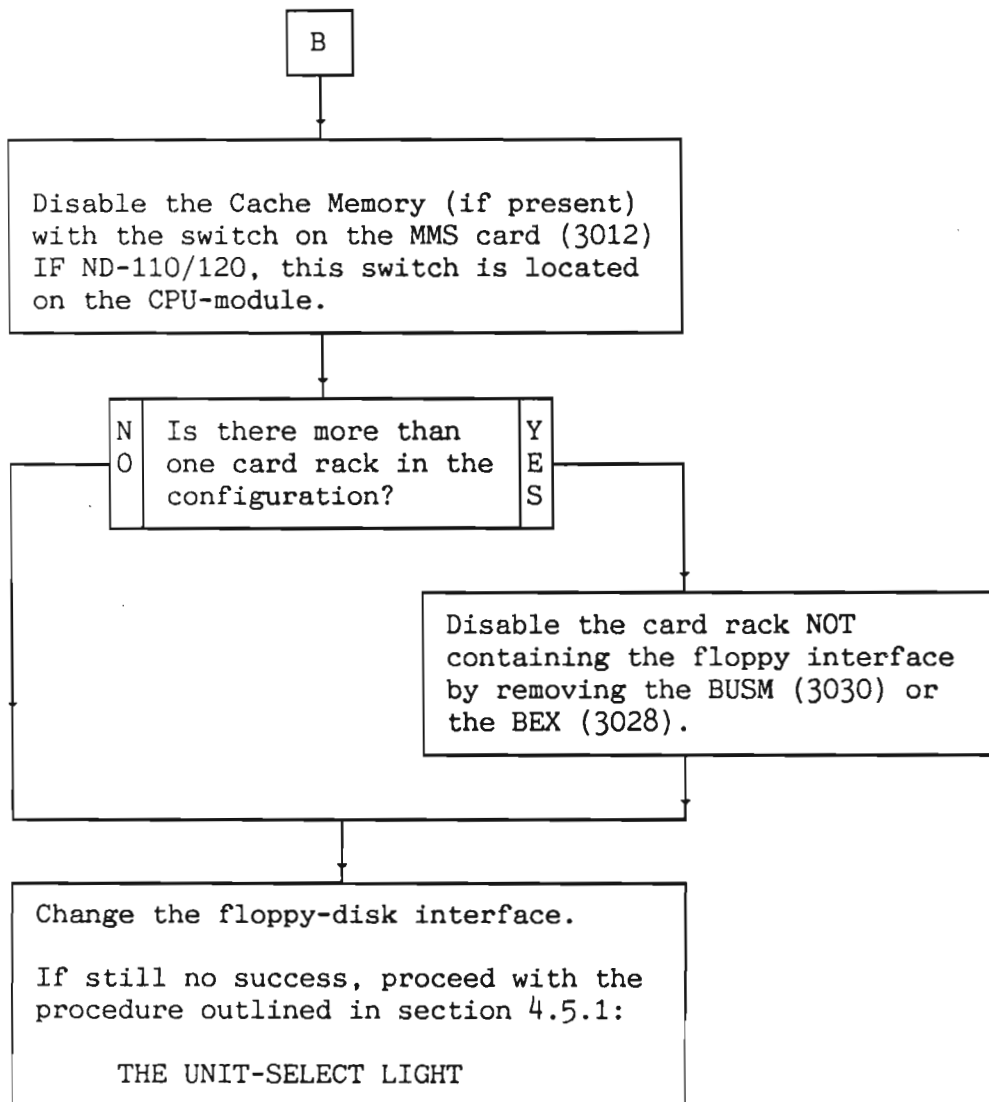 B
Disable the Cache Memory (if present)
with the switch on the MMS card (3012)
IF ND-110/120, this switch is located
on the CPU-module.
NO
Is there more than
one card rack in the
configuration?
YES
Disable the card rack NOT
containing the floppy interface
by removing the BUSM (3030) or
the BEX (3028).
Change the floppy-disk interface.
If still no success, proceed with the
procedure outlined in section 4.5.1:
THE UNIT-SELECT LIGHT